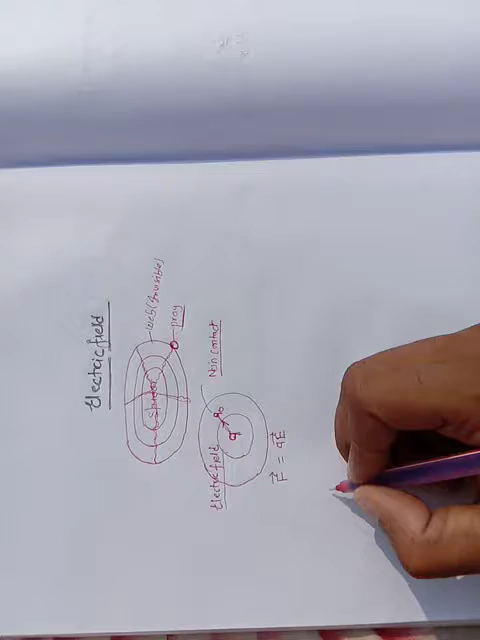 Electric field
web (Invisible)
Spider
prey
Non contact
q₀
q
Electric field
F⃗ = qE⃗